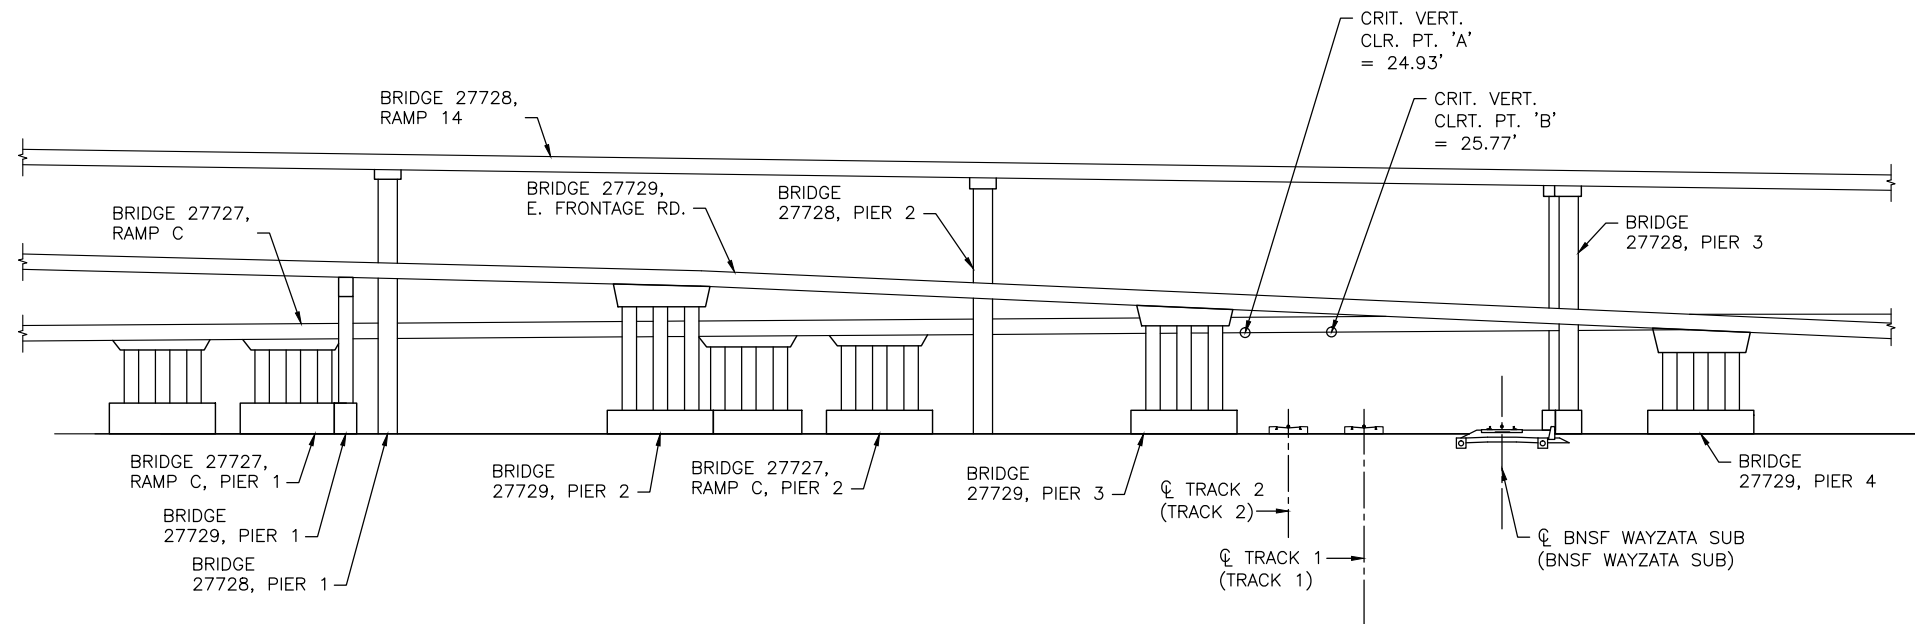 CRIT. VERT.
CLR. PT. 'A'
= 24.93'
CRIT. VERT.
CLRT. PT. 'B'
= 25.77'
BRIDGE 27728,
RAMP 14
BRIDGE 27729,
E. FRONTAGE RD.
BRIDGE
27728, PIER 2
BRIDGE 27727,
RAMP C
BRIDGE
27728, PIER 3
BRIDGE 27727,
RAMP C, PIER 1
BRIDGE
27729, PIER 1
BRIDGE
27728, PIER 1
BRIDGE
27729, PIER 2
BRIDGE 27727,
RAMP C, PIER 2
BRIDGE
27729, PIER 3
℄ TRACK 2
(TRACK 2)
℄ TRACK 1
(TRACK 1)
℄ BNSF WAYZATA SUB
(BNSF WAYZATA SUB)
BRIDGE
27729, PIER 4